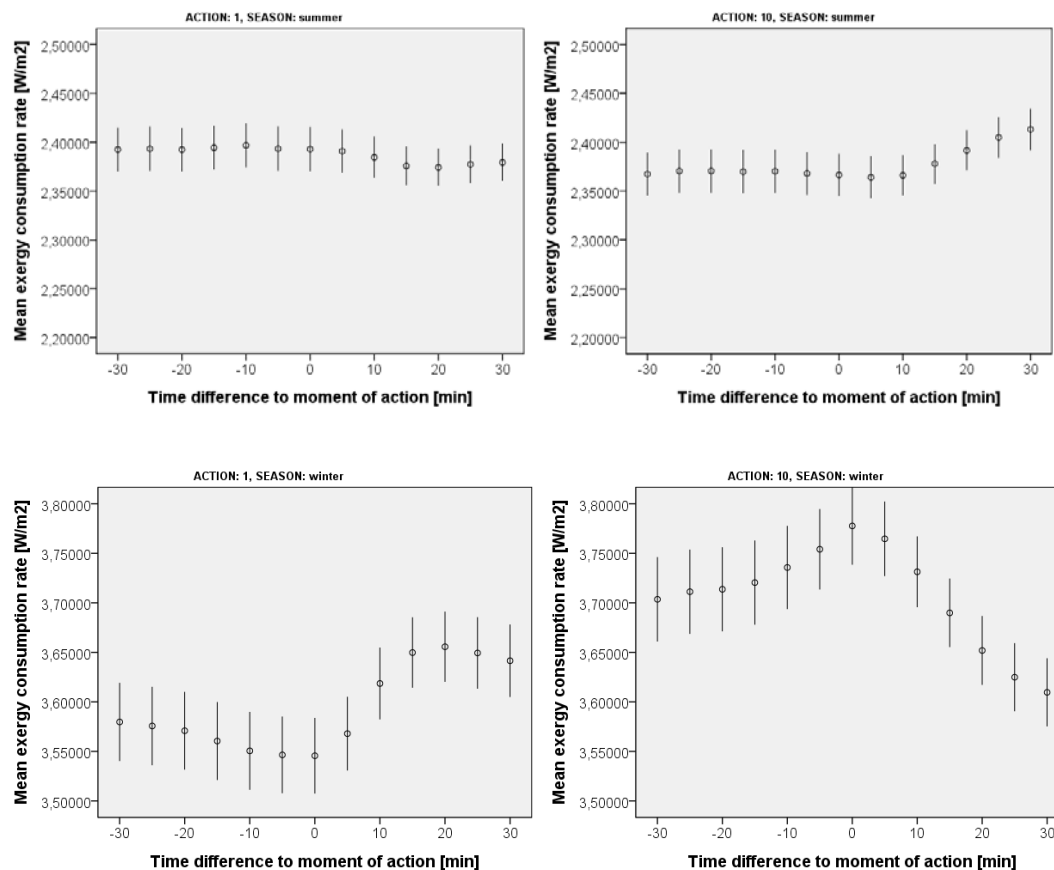 ACTION: 1, SEASON: summer
Mean exergy consumption rate [W/m2]
2,50000
2,45000
2,40000
2,35000
2,30000
2,25000
2,20000
-30 -20 -10 0 10 20 30
Time difference to moment of action [min]
ACTION: 10, SEASON: summer
Mean exergy consumption rate [W/m2]
2,50000
2,45000
2,40000
2,35000
2,30000
2,25000
2,20000
-30 -20 -10 0 10 20 30
Time difference to moment of action [min]
ACTION: 1, SEASON: winter
Mean exergy consumption rate [W/m2]
3,80000
3,75000
3,70000
3,65000
3,60000
3,55000
3,50000
-30 -20 -10 0 10 20 30
Time difference to moment of action [min]
ACTION: 10, SEASON: winter
Mean exergy consumption rate [W/m2]
3,80000
3,75000
3,70000
3,65000
3,60000
3,55000
3,50000
-30 -20 -10 0 10 20 30
Time difference to moment of action [min]